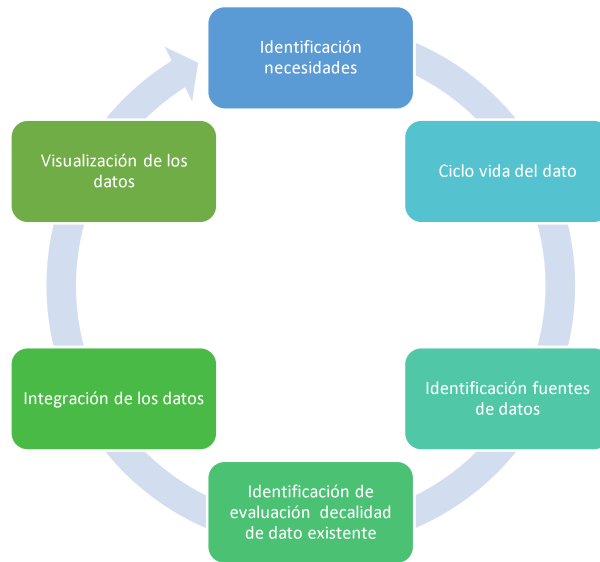 Identificación
necesidades
Ciclo vida del dato
Identificación fuentes
de datos
Identificación de
evaluación decalidad
de dato existente
Integración de los datos
Visualización de los
datos